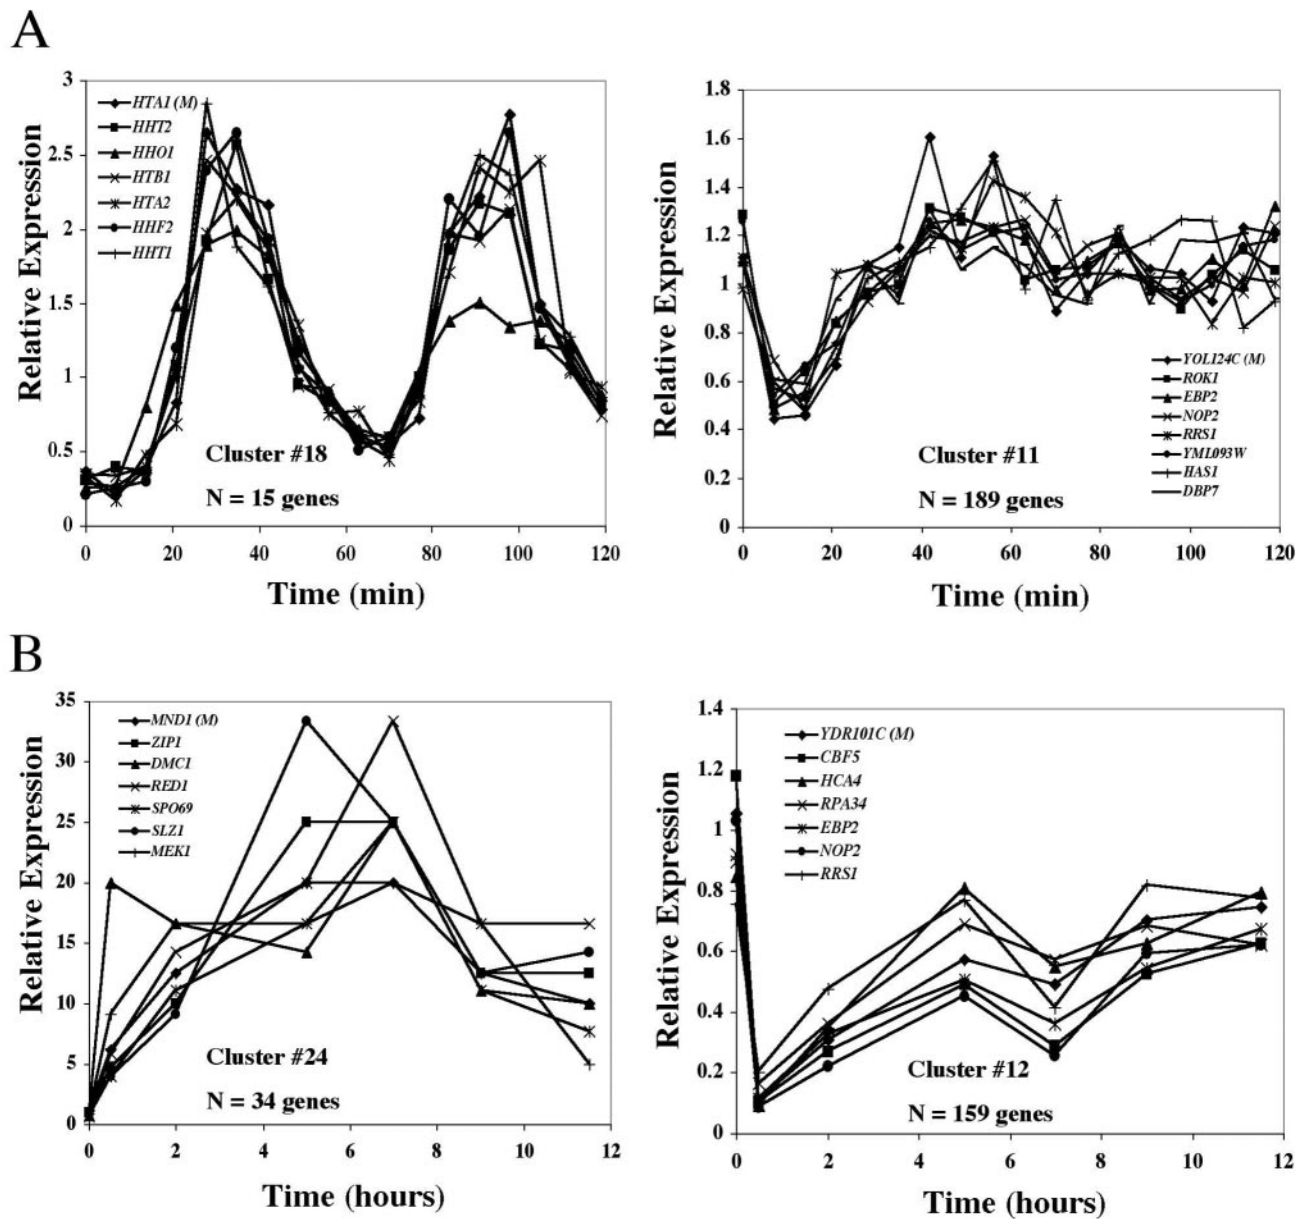 A
3
2.5
2
1.5
1
0.5
0
0
20
40
60
80
100
120
Relative Expression
Time (min)
HTA1 (M)
HHT2
HHO1
HTB1
HTA2
HHF2
HHT1
Cluster #18
N = 15 genes
1.8
1.6
1.4
1.2
1
0.8
0.6
0.4
0.2
0
0
20
40
60
80
100
120
Relative Expression
Time (min)
YOL124C (M)
ROK1
EBP2
NOP2
RRS1
YML093W
HAS1
DBP7
Cluster #11
N = 189 genes
B
35
30
25
20
15
10
5
0
0
2
4
6
8
10
12
Relative Expression
Time (hours)
MND1 (M)
ZIP1
DMC1
RED1
SPO69
SLZ1
MEK1
Cluster #24
N = 34 genes
1.4
1.2
1
0.8
0.6
0.4
0.2
0
0
2
4
6
8
10
12
Relative Expression
Time (hours)
YDR101C (M)
CBF5
HCA4
RPA34
EBP2
NOP2
RRS1
Cluster #12
N = 159 genes